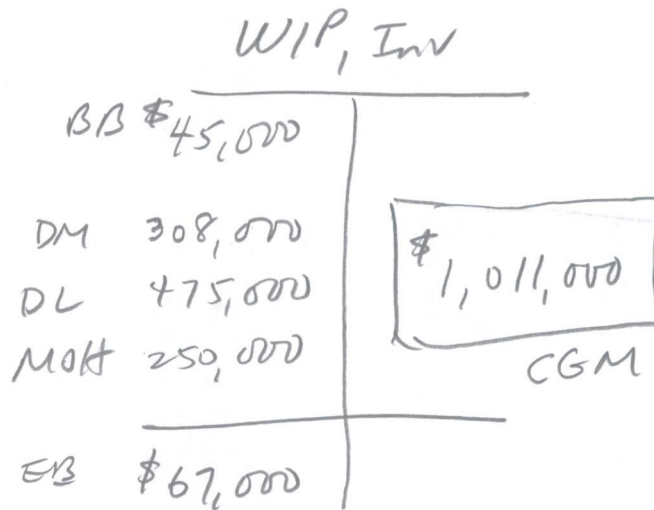 WIP, Inv
BB $45,000
DM 308,000
DL 475,000
MOH 250,000
$1,011,000
CGM
EB $67,000